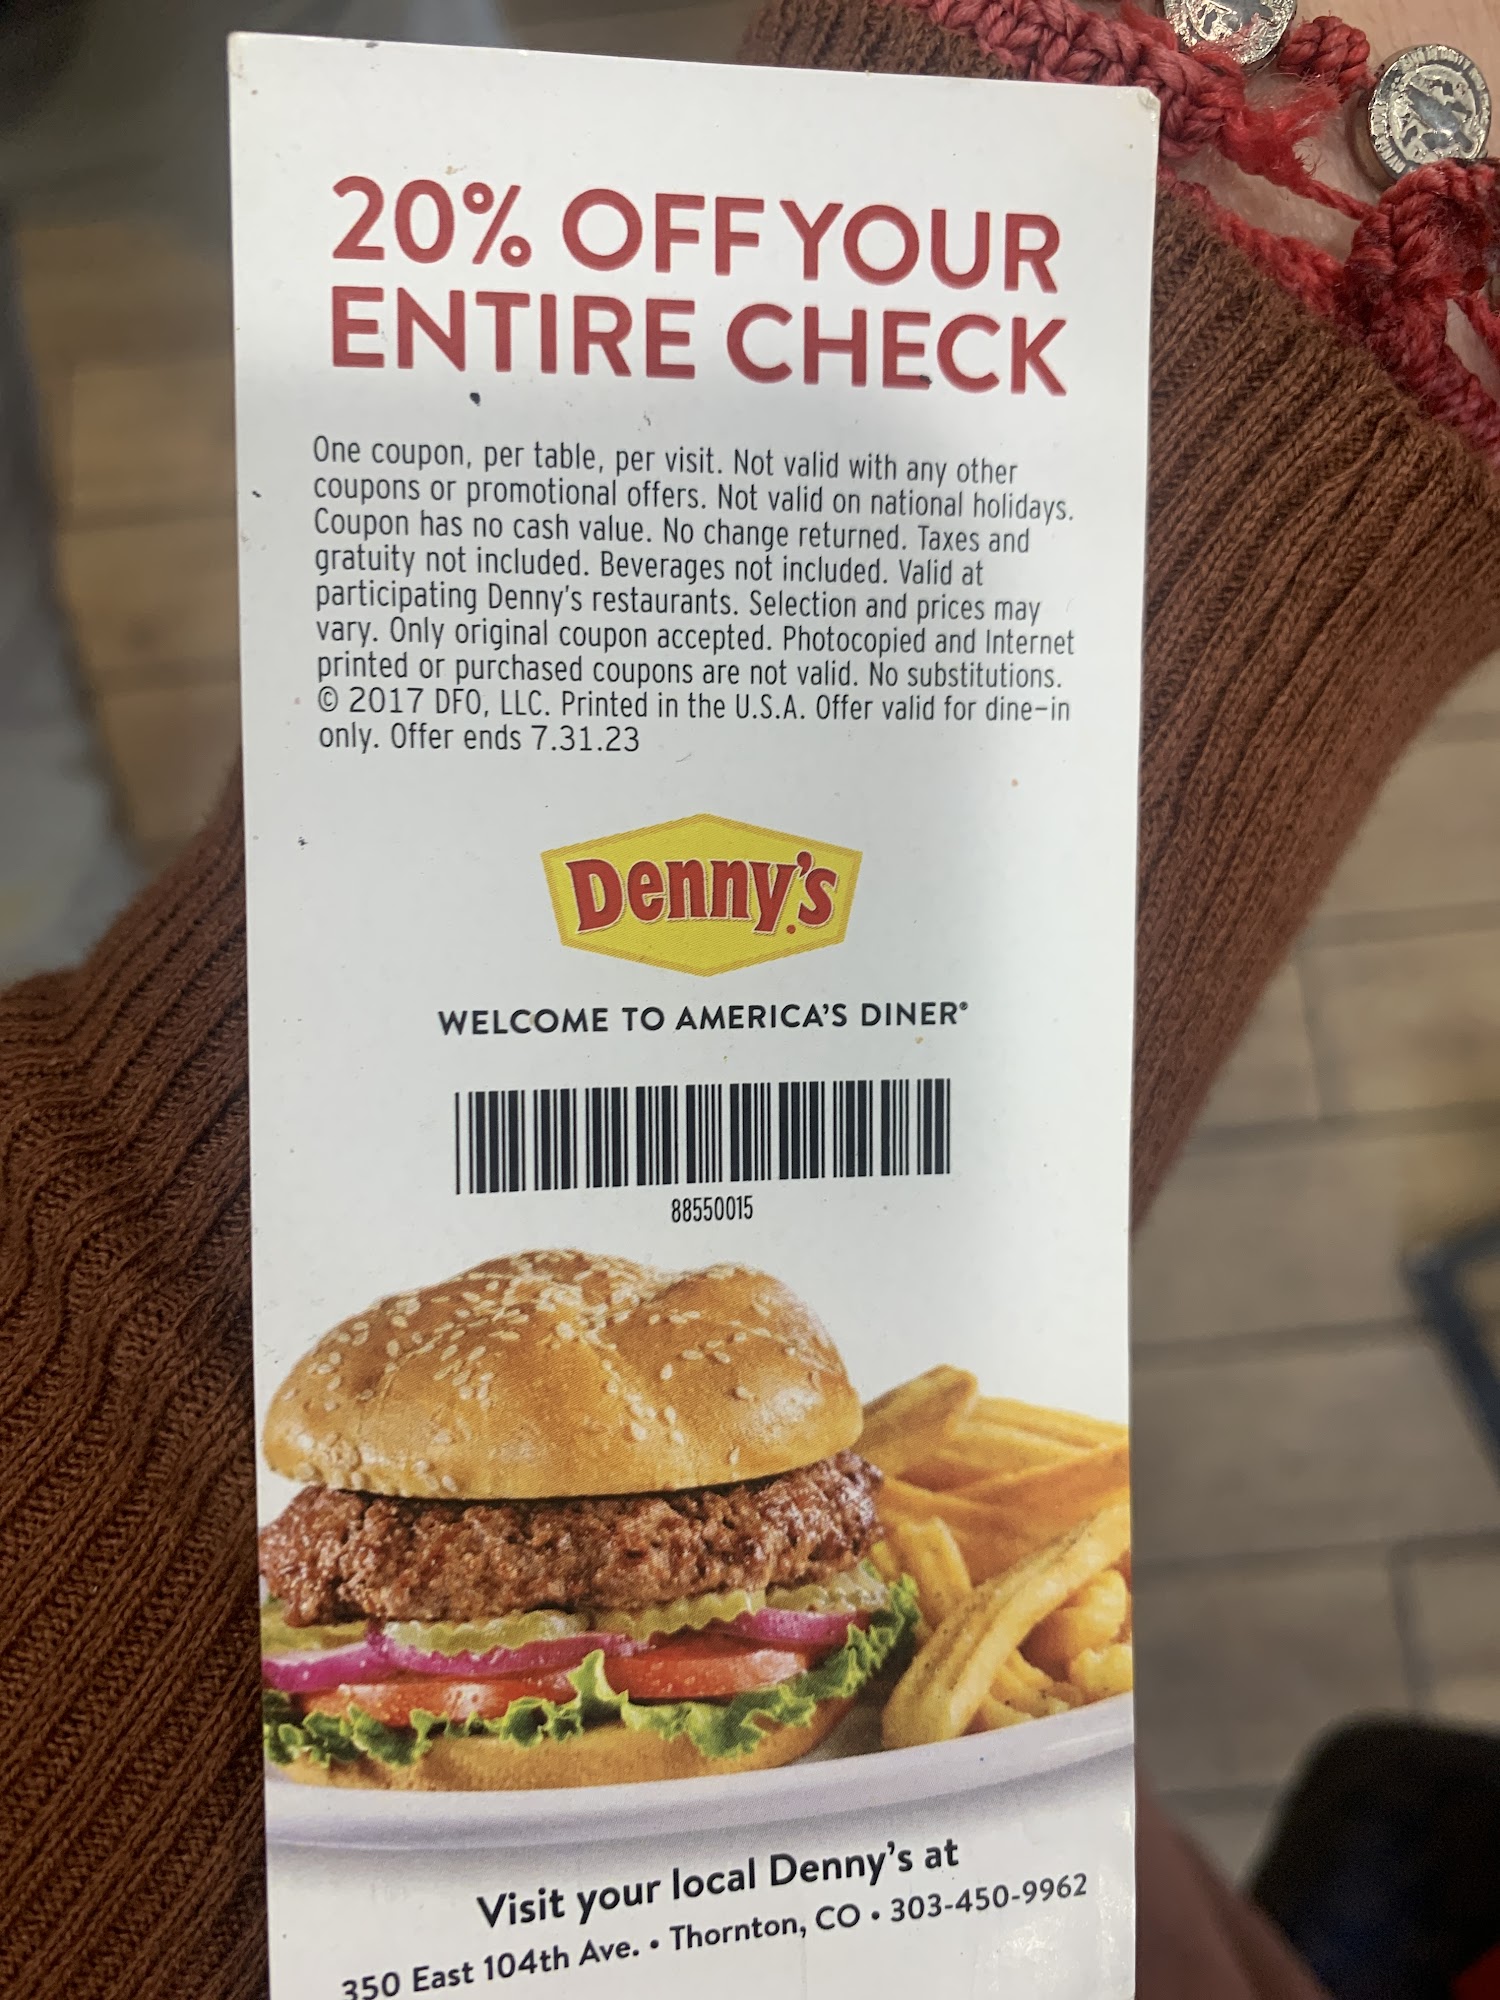 20% OFF YOUR
ENTIRE CHECK
One coupon, per table, per visit. Not valid with any other
coupons or promotional offers. Not valid on national holidays.
Coupon has no cash value. No change returned. Taxes and
gratuity not included. Beverages not included. Valid at
participating Denny's restaurants. Selection and prices may
vary. Only original coupon accepted. Photocopied and Internet
printed or purchased coupons are not valid. No substitutions.
© 2017 DFO, LLC. Printed in the U.S.A. Offer valid for dine-in
only. Offer ends 7.31.23
Denny's
WELCOME TO AMERICA'S DINER®
88550015
Visit your local Denny's at
350 East 104th Ave. • Thornton, CO • 303-450-9962